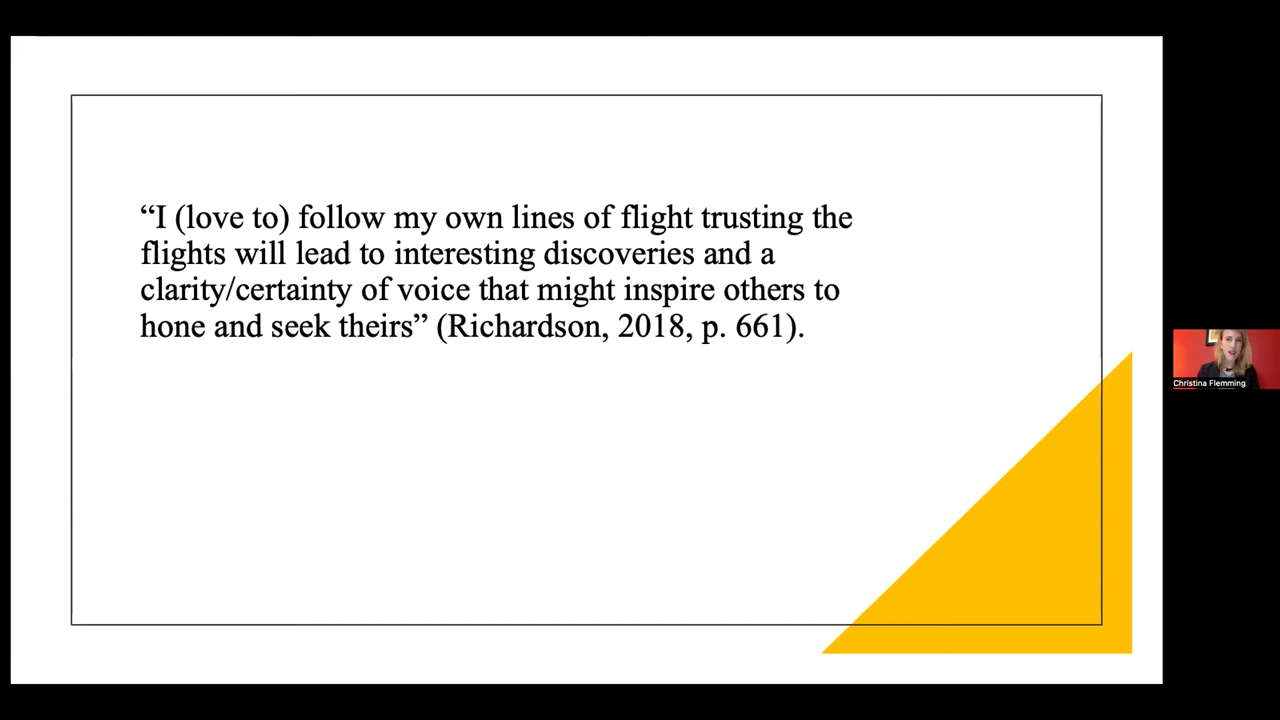 “I (love to) follow my own lines of flight trusting the
flights will lead to interesting discoveries and a
clarity/certainty of voice that might inspire others to
hone and seek theirs” (Richardson, 2018, p. 661).
Christina Flemming